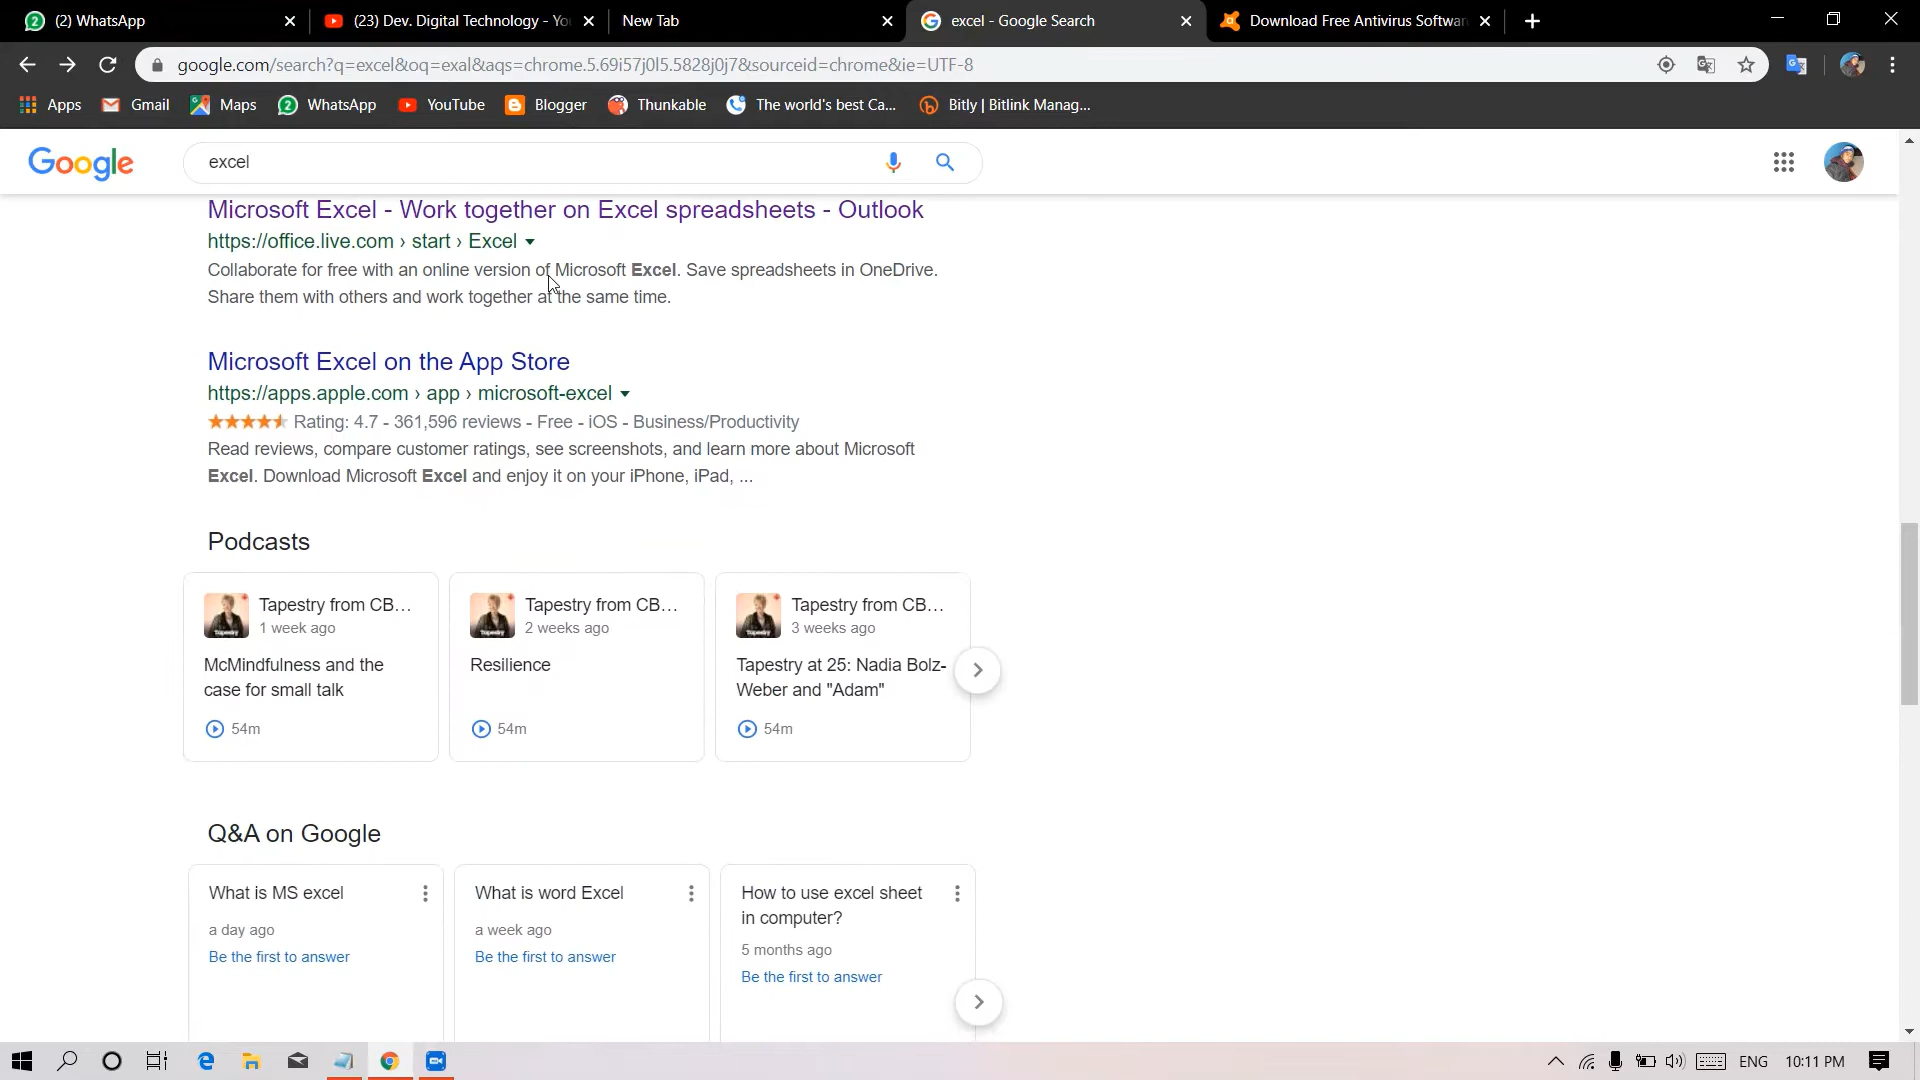 (2) WhatsApp
(23) Dev. Digital Technology - Yo
New Tab
excel - Google Search
Download Free Antivirus Softwar
google.com/search?q=excel&oq=exal&aqs=chrome.5.69i57j0l5.5828j0j7&sourceid=chrome&ie=UTF-8
Apps
Gmail
Maps
WhatsApp
YouTube
Blogger
Thunkable
The world's best Ca...
Bitly | Bitlink Manag...
Google
excel
Microsoft Excel - Work together on Excel spreadsheets - Outlook
https://office.live.com › start › Excel
Collaborate for free with an online version of Microsoft Excel. Save spreadsheets in OneDrive.
Share them with others and work together at the same time.
Microsoft Excel on the App Store
https://apps.apple.com › app › microsoft-excel
Rating: 4.7 - 361,596 reviews - Free - iOS - Business/Productivity
Read reviews, compare customer ratings, see screenshots, and learn more about Microsoft
Excel. Download Microsoft Excel and enjoy it on your iPhone, iPad, ...
Podcasts
Tapestry from CB...
1 week ago
McMindfulness and the
case for small talk
54m
Tapestry from CB...
2 weeks ago
Resilience
54m
Tapestry from CB...
3 weeks ago
Tapestry at 25: Nadia Bolz-
Weber and "Adam"
54m
Q&A on Google
What is MS excel
a day ago
Be the first to answer
What is word Excel
a week ago
Be the first to answer
How to use excel sheet
in computer?
5 months ago
Be the first to answer
ENG
10:11 PM